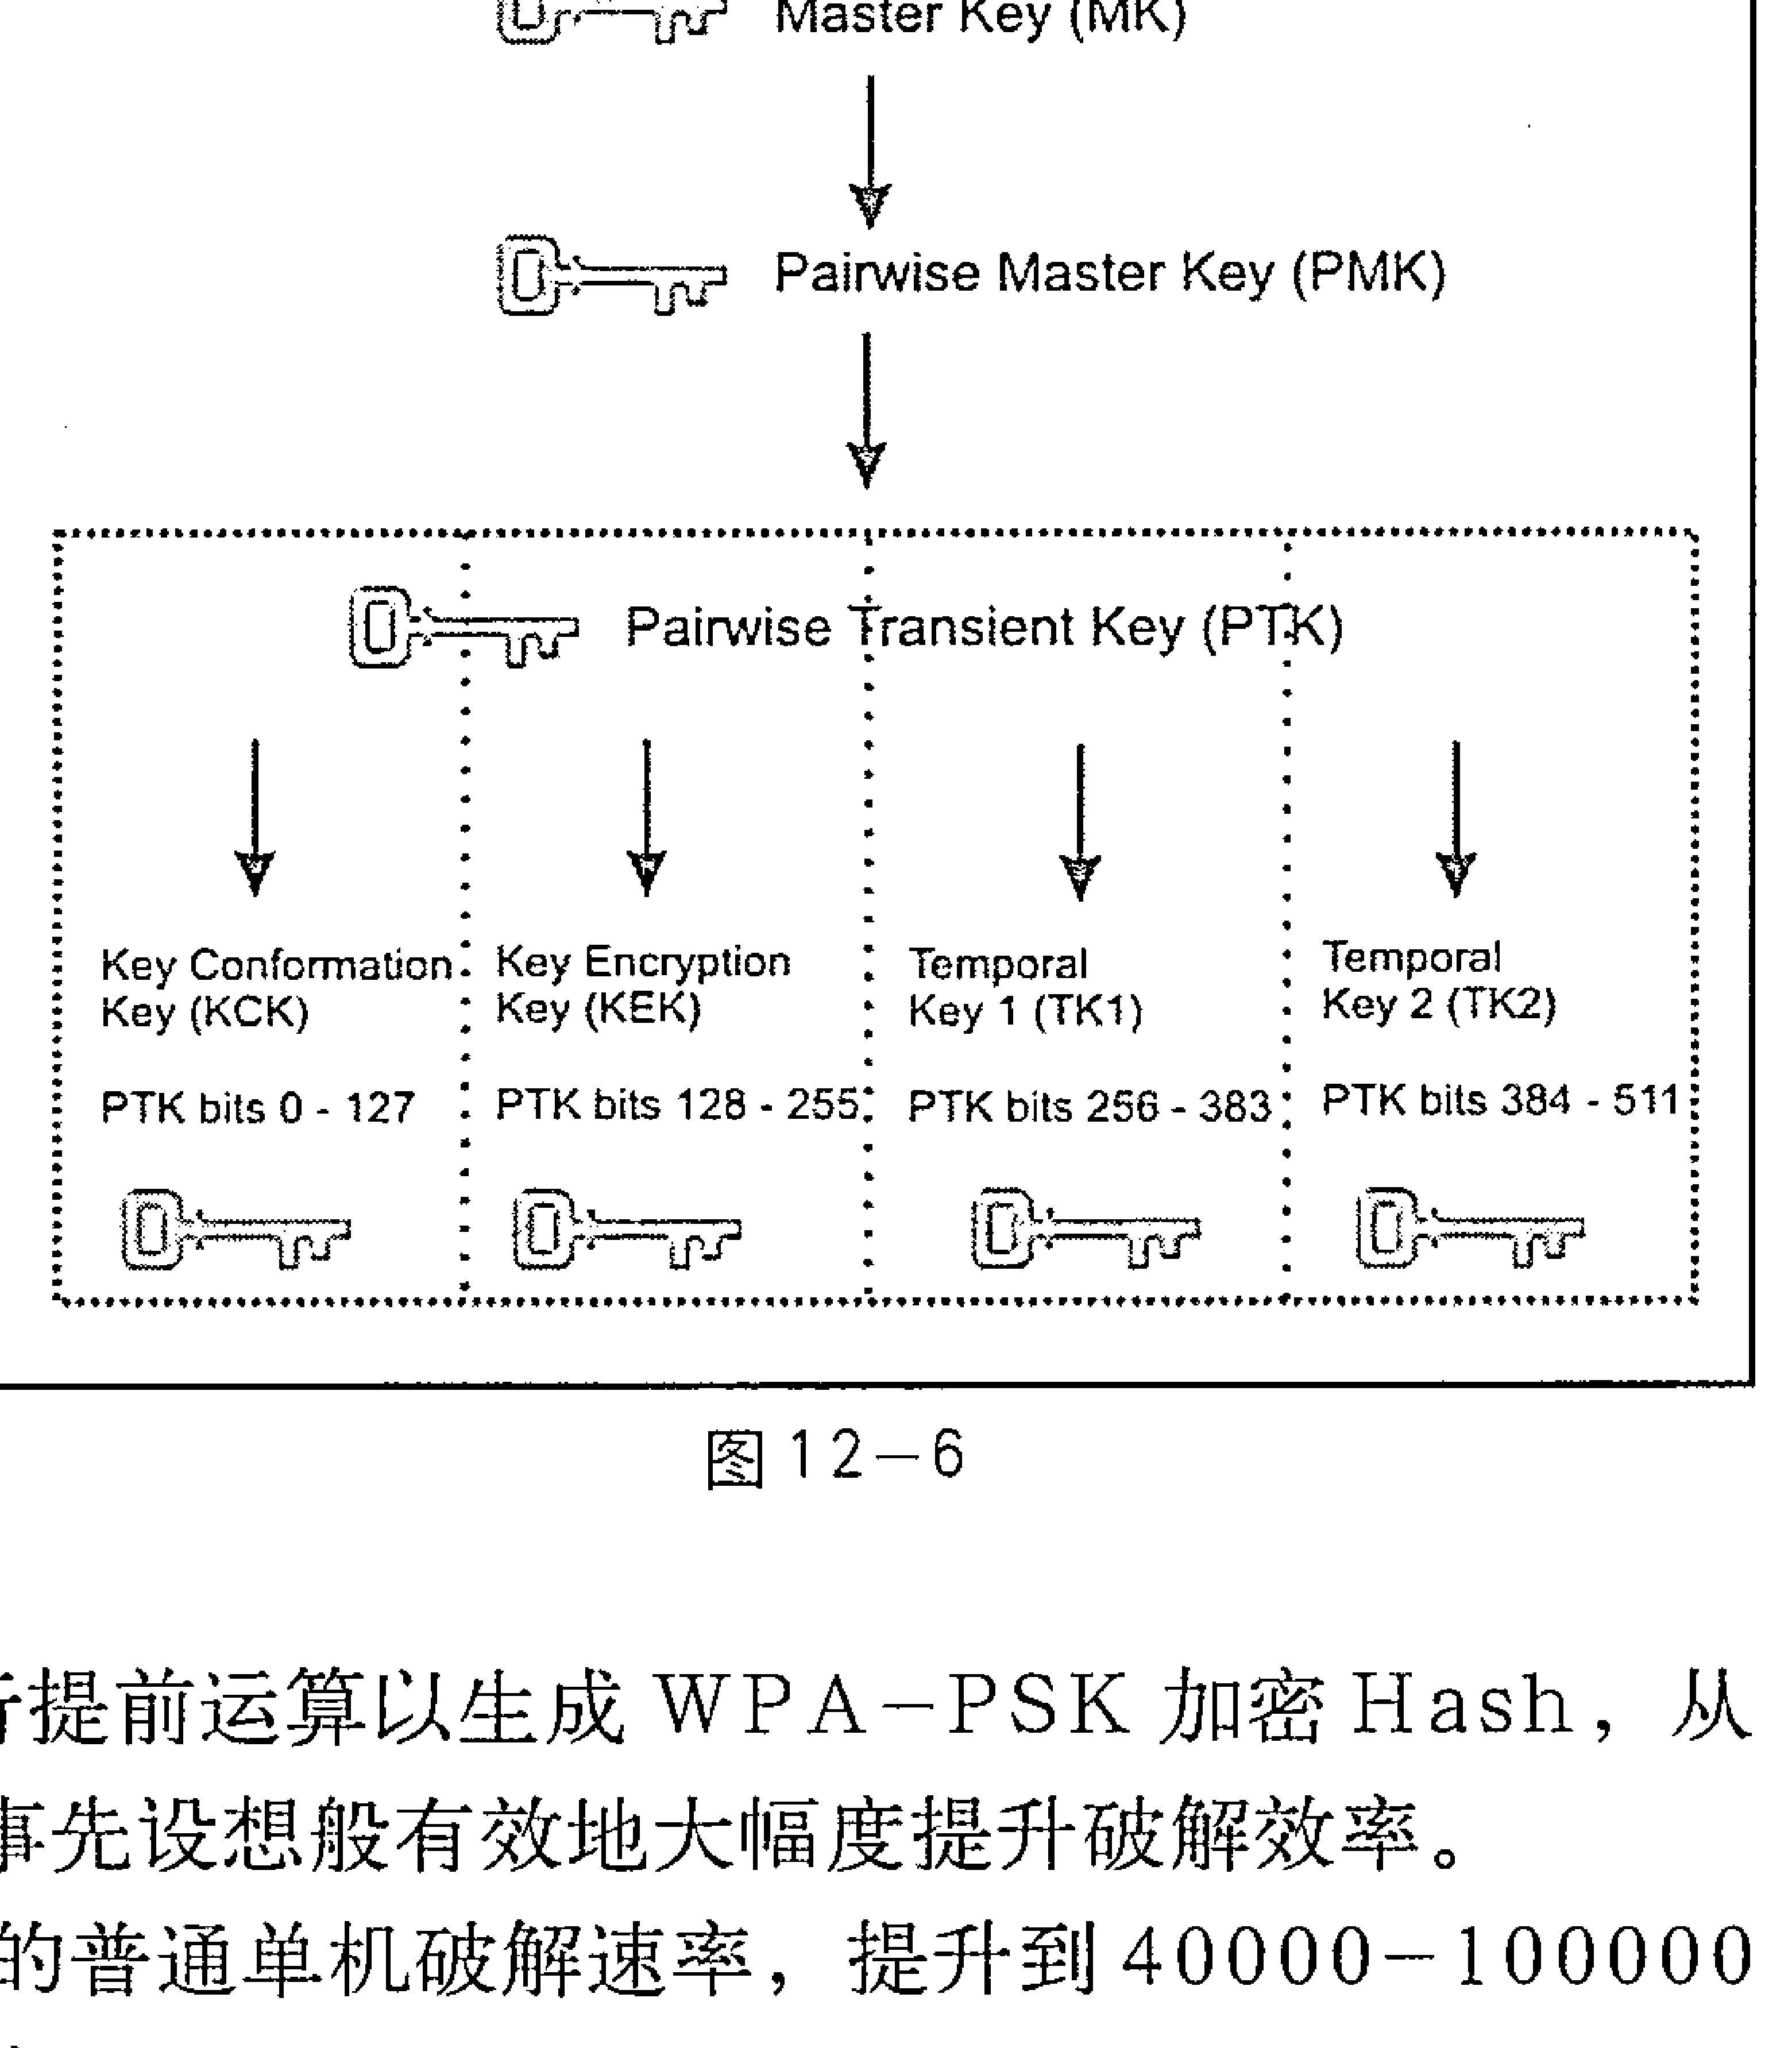 Master Key (MK)
Pairwise Master Key (PMK)
Pairwise Transient Key (PTK)
Key Conformation
Key (KCK)
PTK bits 0 - 127
Key Encryption
Key (KEK)
PTK bits 128 - 255
Temporal
Key 1 (TK1)
PTK bits 256 - 383
Temporal
Key 2 (TK2)
PTK bits 384 - 511
图12-6
提前运算以生成 WPA-PSK 加密 Hash，从
事先设想般有效地大幅度提升破解效率。
的普通单机破解速率，提升到 40000-100000